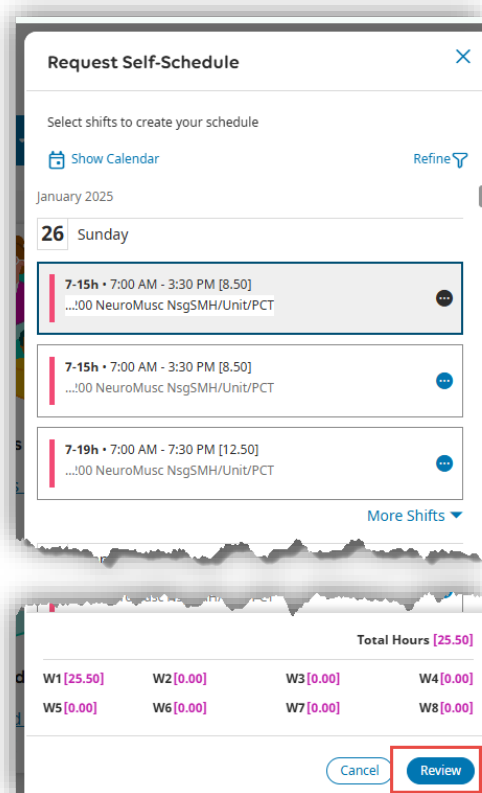 Request Self-Schedule
Select shifts to create your schedule
Show Calendar
Refine
January 2025
26 Sunday
7-15h • 7:00 AM - 3:30 PM [8.50]
...!00 NeuroMusc NsgSMH/Unit/PCT
7-15h • 7:00 AM - 3:30 PM [8.50]
...!00 NeuroMusc NsgSMH/Unit/PCT
7-19h • 7:00 AM - 7:30 PM [12.50]
...!00 NeuroMusc NsgSMH/Unit/PCT
More Shifts
Total Hours [25.50]
W1 [25.50] W2 [0.00] W3 [0.00] W4 [0.00]
W5 [0.00] W6 [0.00] W7 [0.00] W8 [0.00]
Cancel Review